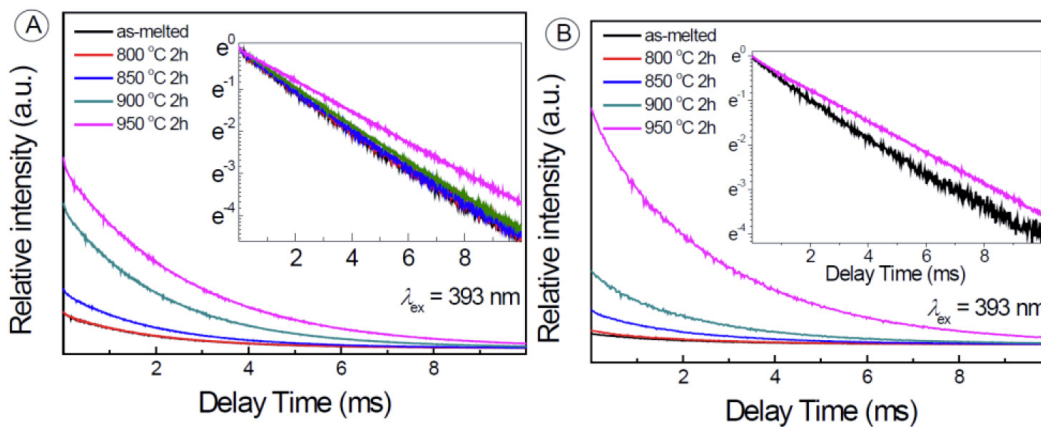 A
as-melted
800 °C 2h
850 °C 2h
900 °C 2h
950 °C 2h
e⁰
e⁻¹
e⁻²
e⁻³
e⁻⁴
2 4 6 8
λex = 393 nm
Relative intensity (a.u.)
2 4 6 8
Delay Time (ms)
B
as-melted
800 °C 2h
850 °C 2h
900 °C 2h
950 °C 2h
e⁰
e⁻¹
e⁻²
e⁻³
e⁻⁴
0 2 4 6 8
Delay Time (ms)
λex = 393 nm
Relative intensity (a.u.)
2 4 6 8
Delay Time (ms)